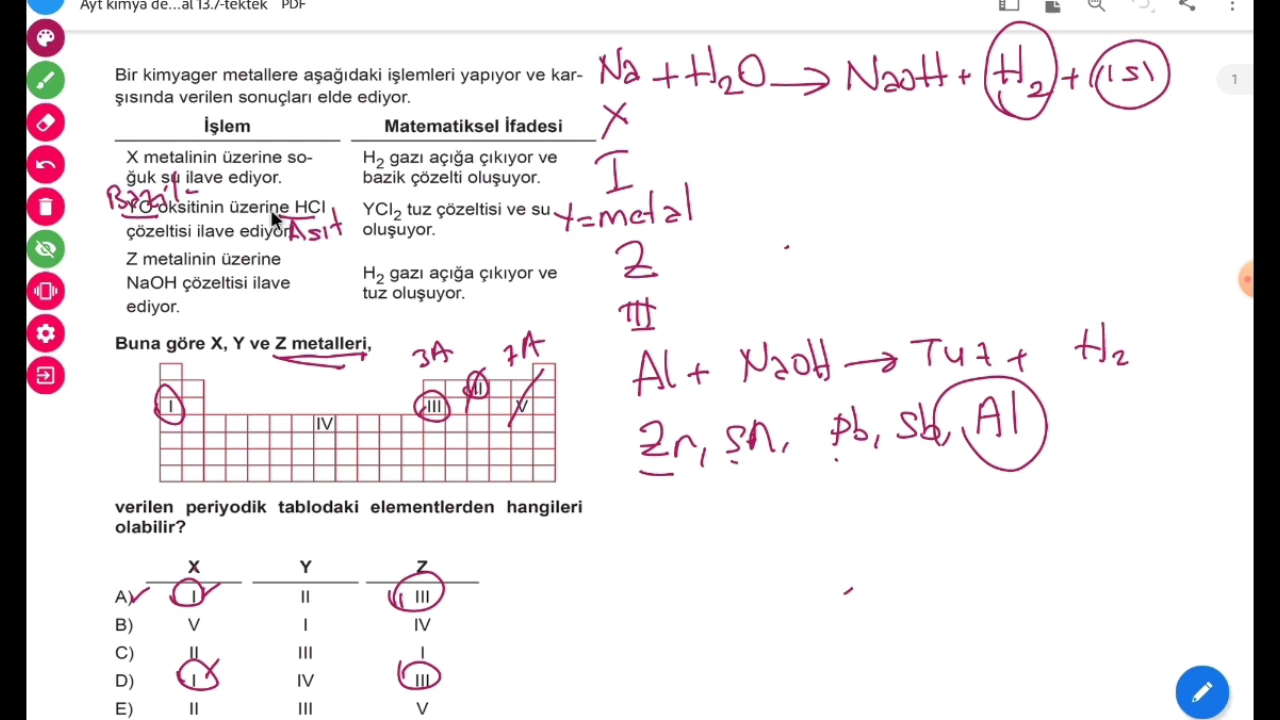 Ayt kimya de...al 13.7-tektek PDF
1
Bir kimyager metallere aşağıdaki işlemleri yapıyor ve kar-
şısında verilen sonuçları elde ediyor.
İşlem Matematiksel İfadesi
X metalinin üzerine so-
ğuk su ilave ediyor.
H₂ gazı açığa çıkıyor ve
bazik çözelti oluşuyor.
Bazik
YO oksitinin üzerine HCl
çözeltisi ilave ediyor.
Asit
YCl₂ tuz çözeltisi ve su
oluşuyor.
Z metalinin üzerine
NaOH çözeltisi ilave
ediyor.
H₂ gazı açığa çıkıyor ve
tuz oluşuyor.
Buna göre X, Y ve Z metalleri,
3A 7A
I III II V
IV
verilen periyodik tablodaki elementlerden hangileri
olabilir?
X Y Z
A) I II III
B) V I IV
C) II III I
D) I IV III
E) II III V
Na + H₂O → NaOH + H₂ + (ısı)
X
I
Y=metal
Z
III
Al + NaOH → Tuz + H₂
Zn, Sn, Pb, Sb, Al